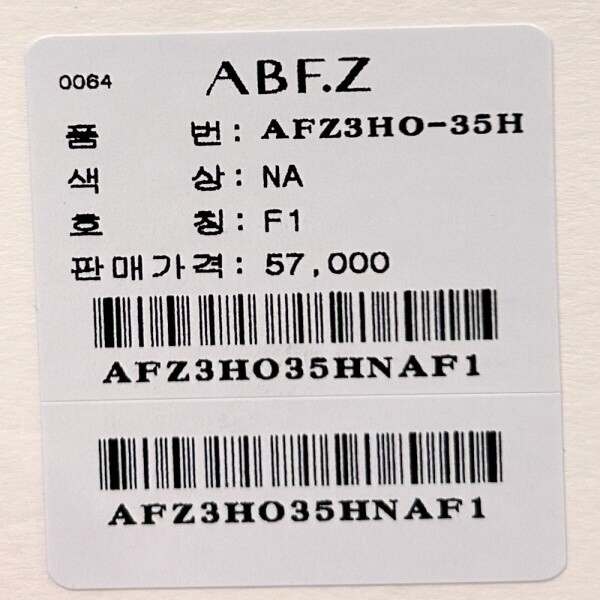 ABF.Z
0064
품 번: AFZ3HO-35H
색 상: NA
호 칭: F1
판매가격: 57,000
AFZ3HO35HNAF1
AFZ3HO35HNAF1